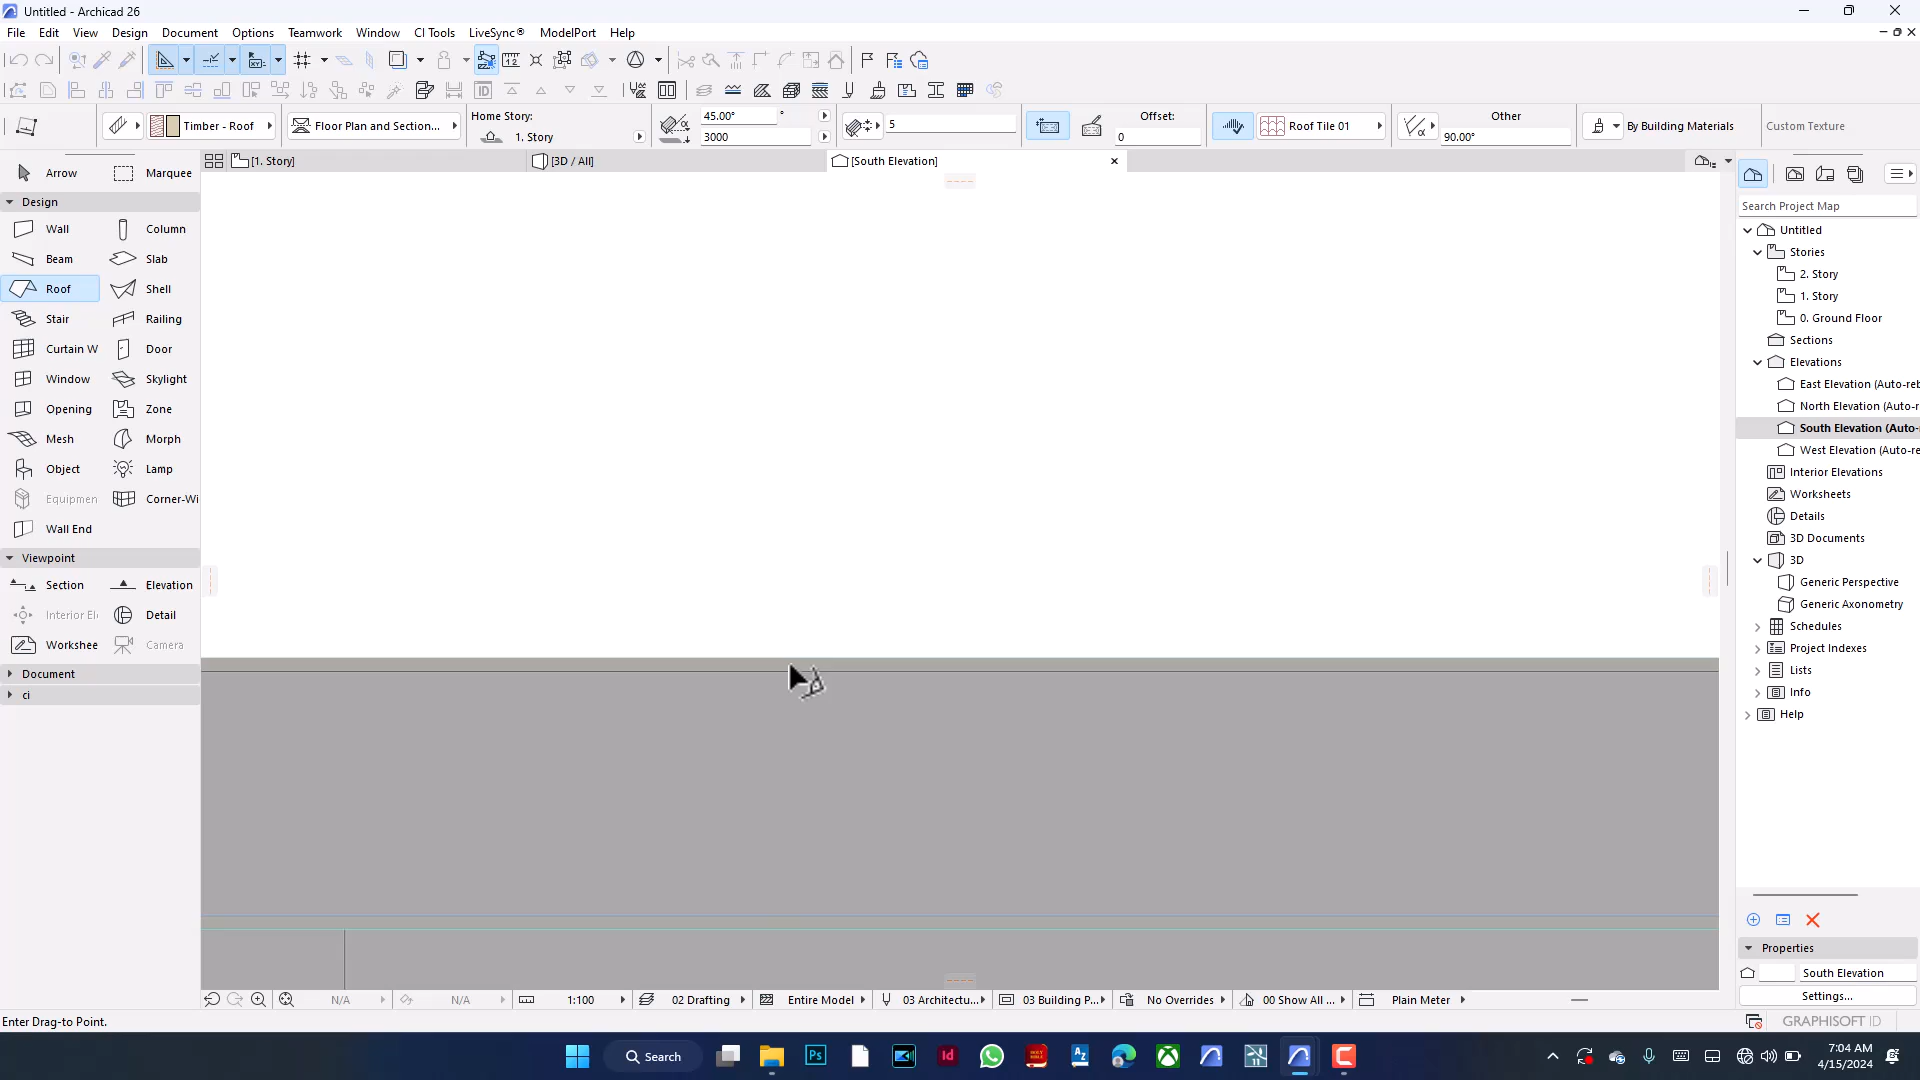 Untitled - Archicad 26
File Edit View Design Document Options Teamwork Window CI Tools LiveSync® ModelPort Help
Timber - Roof
Floor Plan and Section...
Home Story:
1. Story
45.00°
°
3000
5
Offset:
0
Roof Tile 01
Other
90.00°
By Building Materials
Custom Texture
[1. Story]
[3D / All]
[South Elevation]
Arrow Marquee
Design
Wall Column
Beam Slab
Roof Shell
Stair Railing
Curtain W Door
Window Skylight
Opening Zone
Mesh Morph
Object Lamp
Equipmen Corner-Wi
Wall End
Viewpoint
Section Elevation
Interior El Detail
Workshee Camera
Document
ci
Search Project Map
Untitled
Stories
2. Story
1. Story
0. Ground Floor
Sections
Elevations
East Elevation (Auto-reb
North Elevation (Auto-r
South Elevation (Auto-
West Elevation (Auto-re
Interior Elevations
Worksheets
Details
3D Documents
3D
Generic Perspective
Generic Axonometry
Schedules
Project Indexes
Lists
Info
Help
Properties
South Elevation
Settings...
GRAPHISOFT ID
N/A N/A 1:100 02 Drafting Entire Model 03 Architectu... 03 Building P... No Overrides 00 Show All ... Plain Meter
Enter Drag-to Point.
Search
7:04 AM
4/15/2024